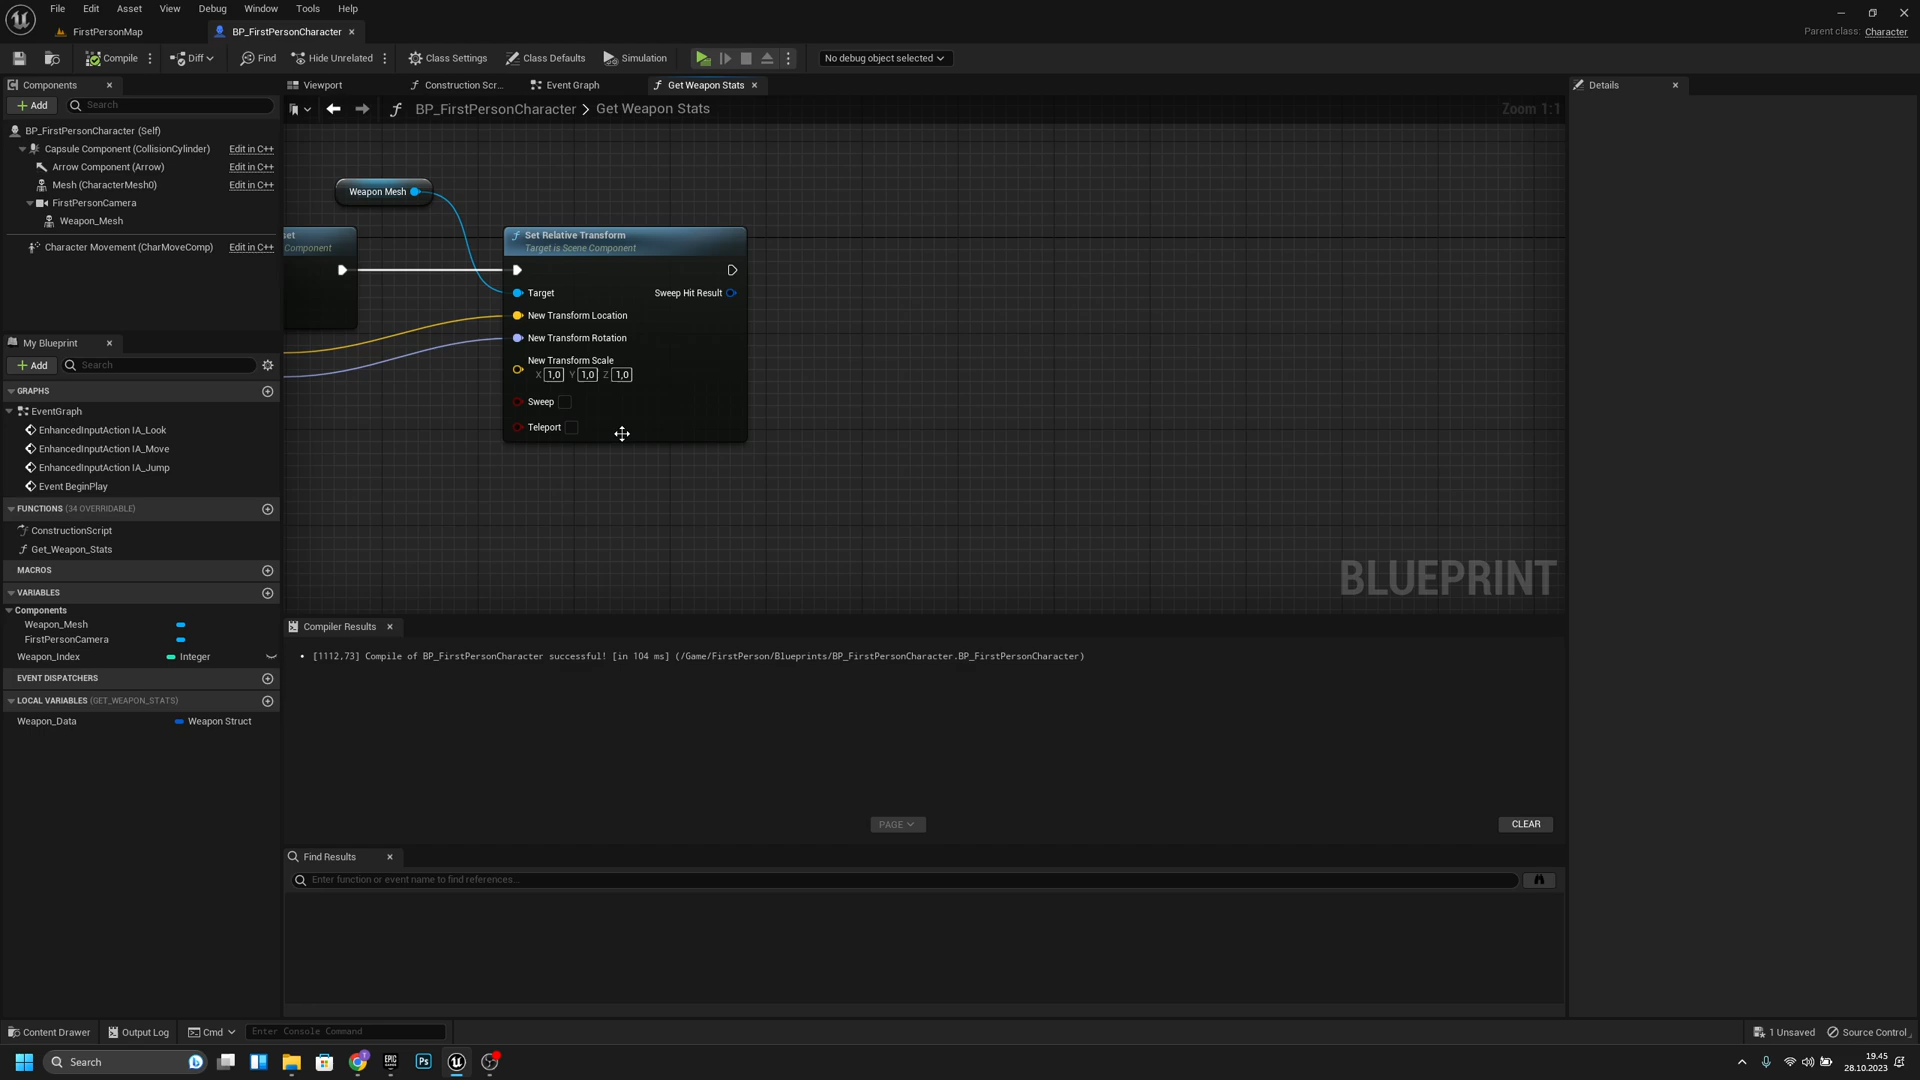 File Edit Asset View Debug Window Tools Help
FirstPersonMap BP_FirstPersonCharacter Parent class: Character
Compile Diff Find Hide Unrelated Class Settings Class Defaults Simulation No debug object selected
Components Viewport Construction Scr... Event Graph Get Weapon Stats Details
Add Search BP_FirstPersonCharacter > Get Weapon Stats Zoom 1:1
BP_FirstPersonCharacter (Self)
Capsule Component (CollisionCylinder) Edit in C++
Arrow Component (Arrow) Edit in C++
Mesh (CharacterMesh0) Edit in C++
FirstPersonCamera
Weapon_Mesh
Character Movement (CharMoveComp) Edit in C++
Weapon Mesh
set
Component
Set Relative Transform
Target is Scene Component
Target Sweep Hit Result
New Transform Location
New Transform Rotation
New Transform Scale
X 1,0 Y 1,0 Z 1,0
Sweep
Teleport
BLUEPRINT
My Blueprint
Add Search
GRAPHS
EventGraph
EnhancedInputAction IA_Look
EnhancedInputAction IA_Move
EnhancedInputAction IA_Jump
Event BeginPlay
FUNCTIONS (34 OVERRIDABLE)
ConstructionScript
Get_Weapon_Stats
MACROS
VARIABLES
Components
Weapon_Mesh
FirstPersonCamera
Weapon_Index Integer
EVENT DISPATCHERS
LOCAL VARIABLES (GET_WEAPON_STATS)
Weapon_Data Weapon Struct
Compiler Results
[1112,73] Compile of BP_FirstPersonCharacter successful! [in 104 ms] (/Game/FirstPerson/Blueprints/BP_FirstPersonCharacter.BP_FirstPersonCharacter)
PAGE CLEAR
Find Results
Enter function or event name to find references...
Content Drawer Output Log Cmd Enter Console Command 1 Unsaved Source Control
Search Ps 19.45
28.10.2023